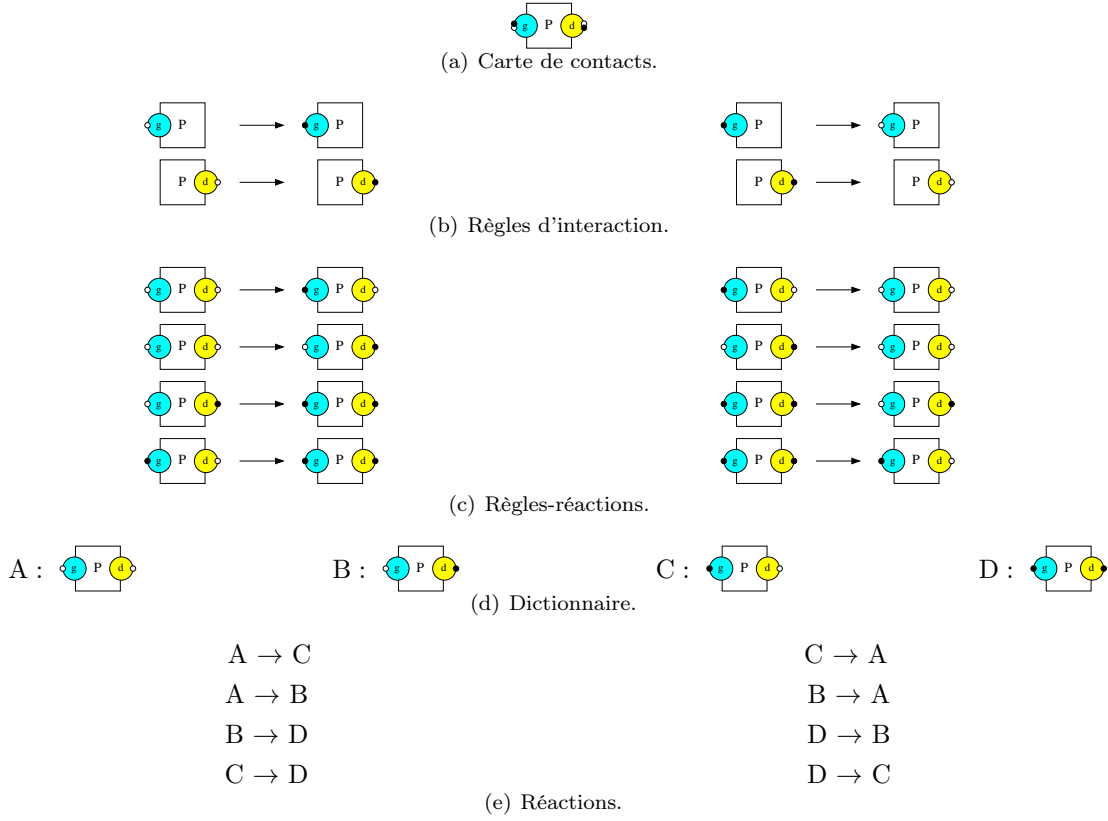 g P d
(a) Carte de contacts.
g P g P g P g P
P d P d P d P d
(b) Règles d'interaction.
g P d g P d g P d g P d
g P d g P d g P d g P d
g P d g P d g P d g P d
g P d g P d g P d g P d
(c) Règles-réactions.
A : g P d B : g P d C : g P d D : g P d
(d) Dictionnaire.
A → C C → A
A → B B → A
B → D D → B
C → D D → C
(e) Réactions.